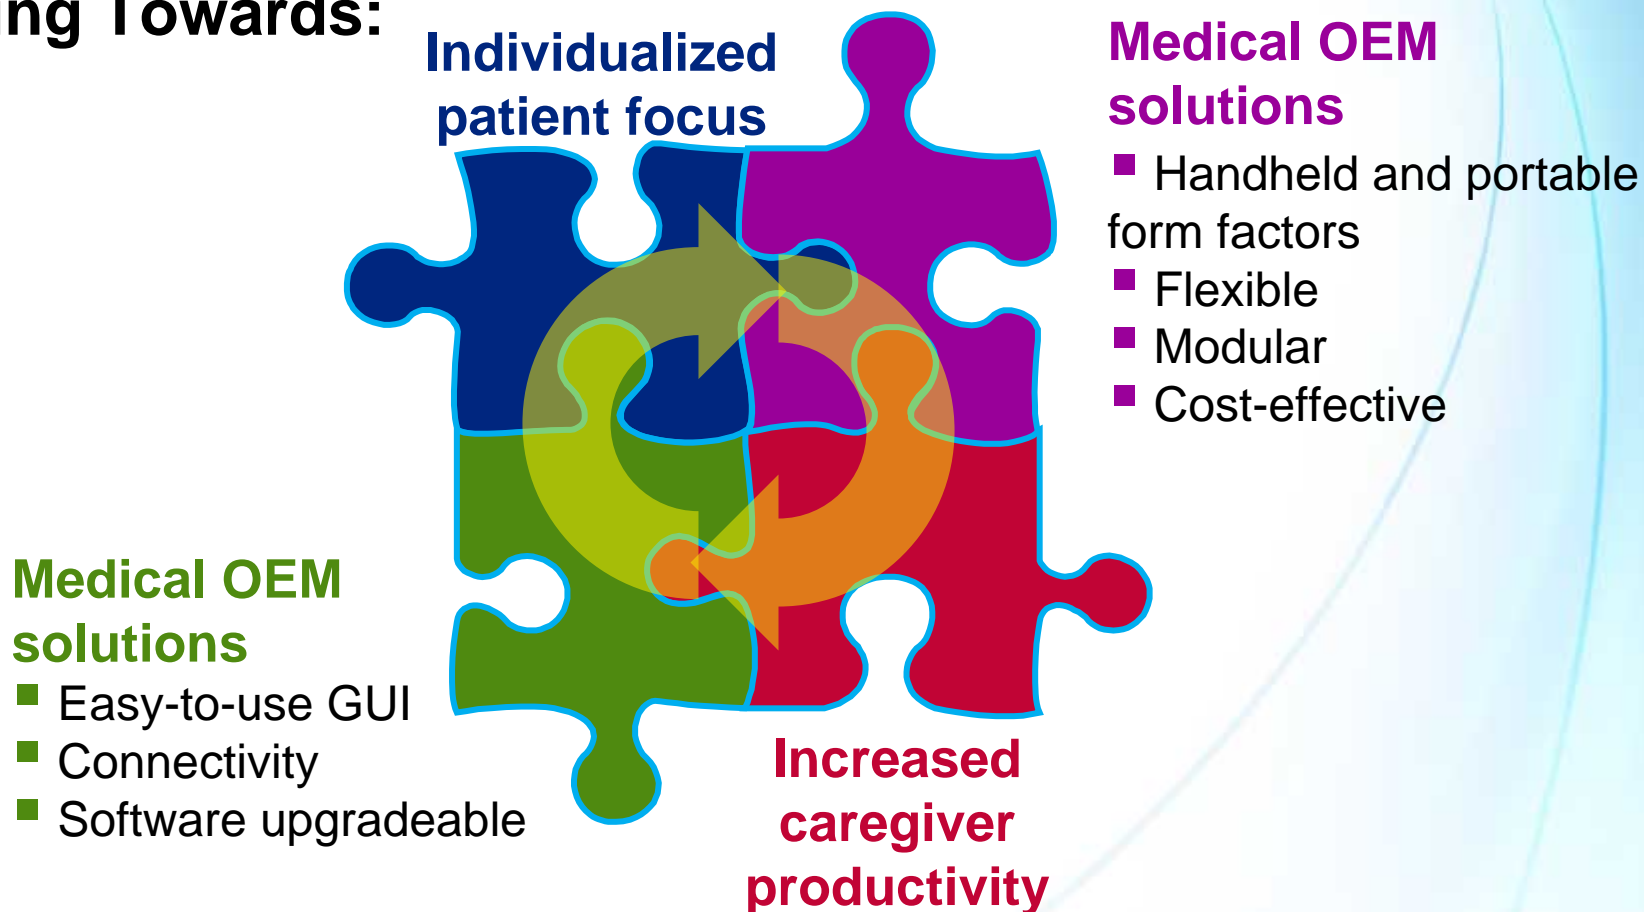 Towards:
Individualized
patient focus
Medical OEM
solutions
Handheld and portable
form factors
Flexible
Modular
Cost-effective
Medical OEM
solutions
Easy-to-use GUI
Connectivity
Software upgradeable
Increased
caregiver
productivity